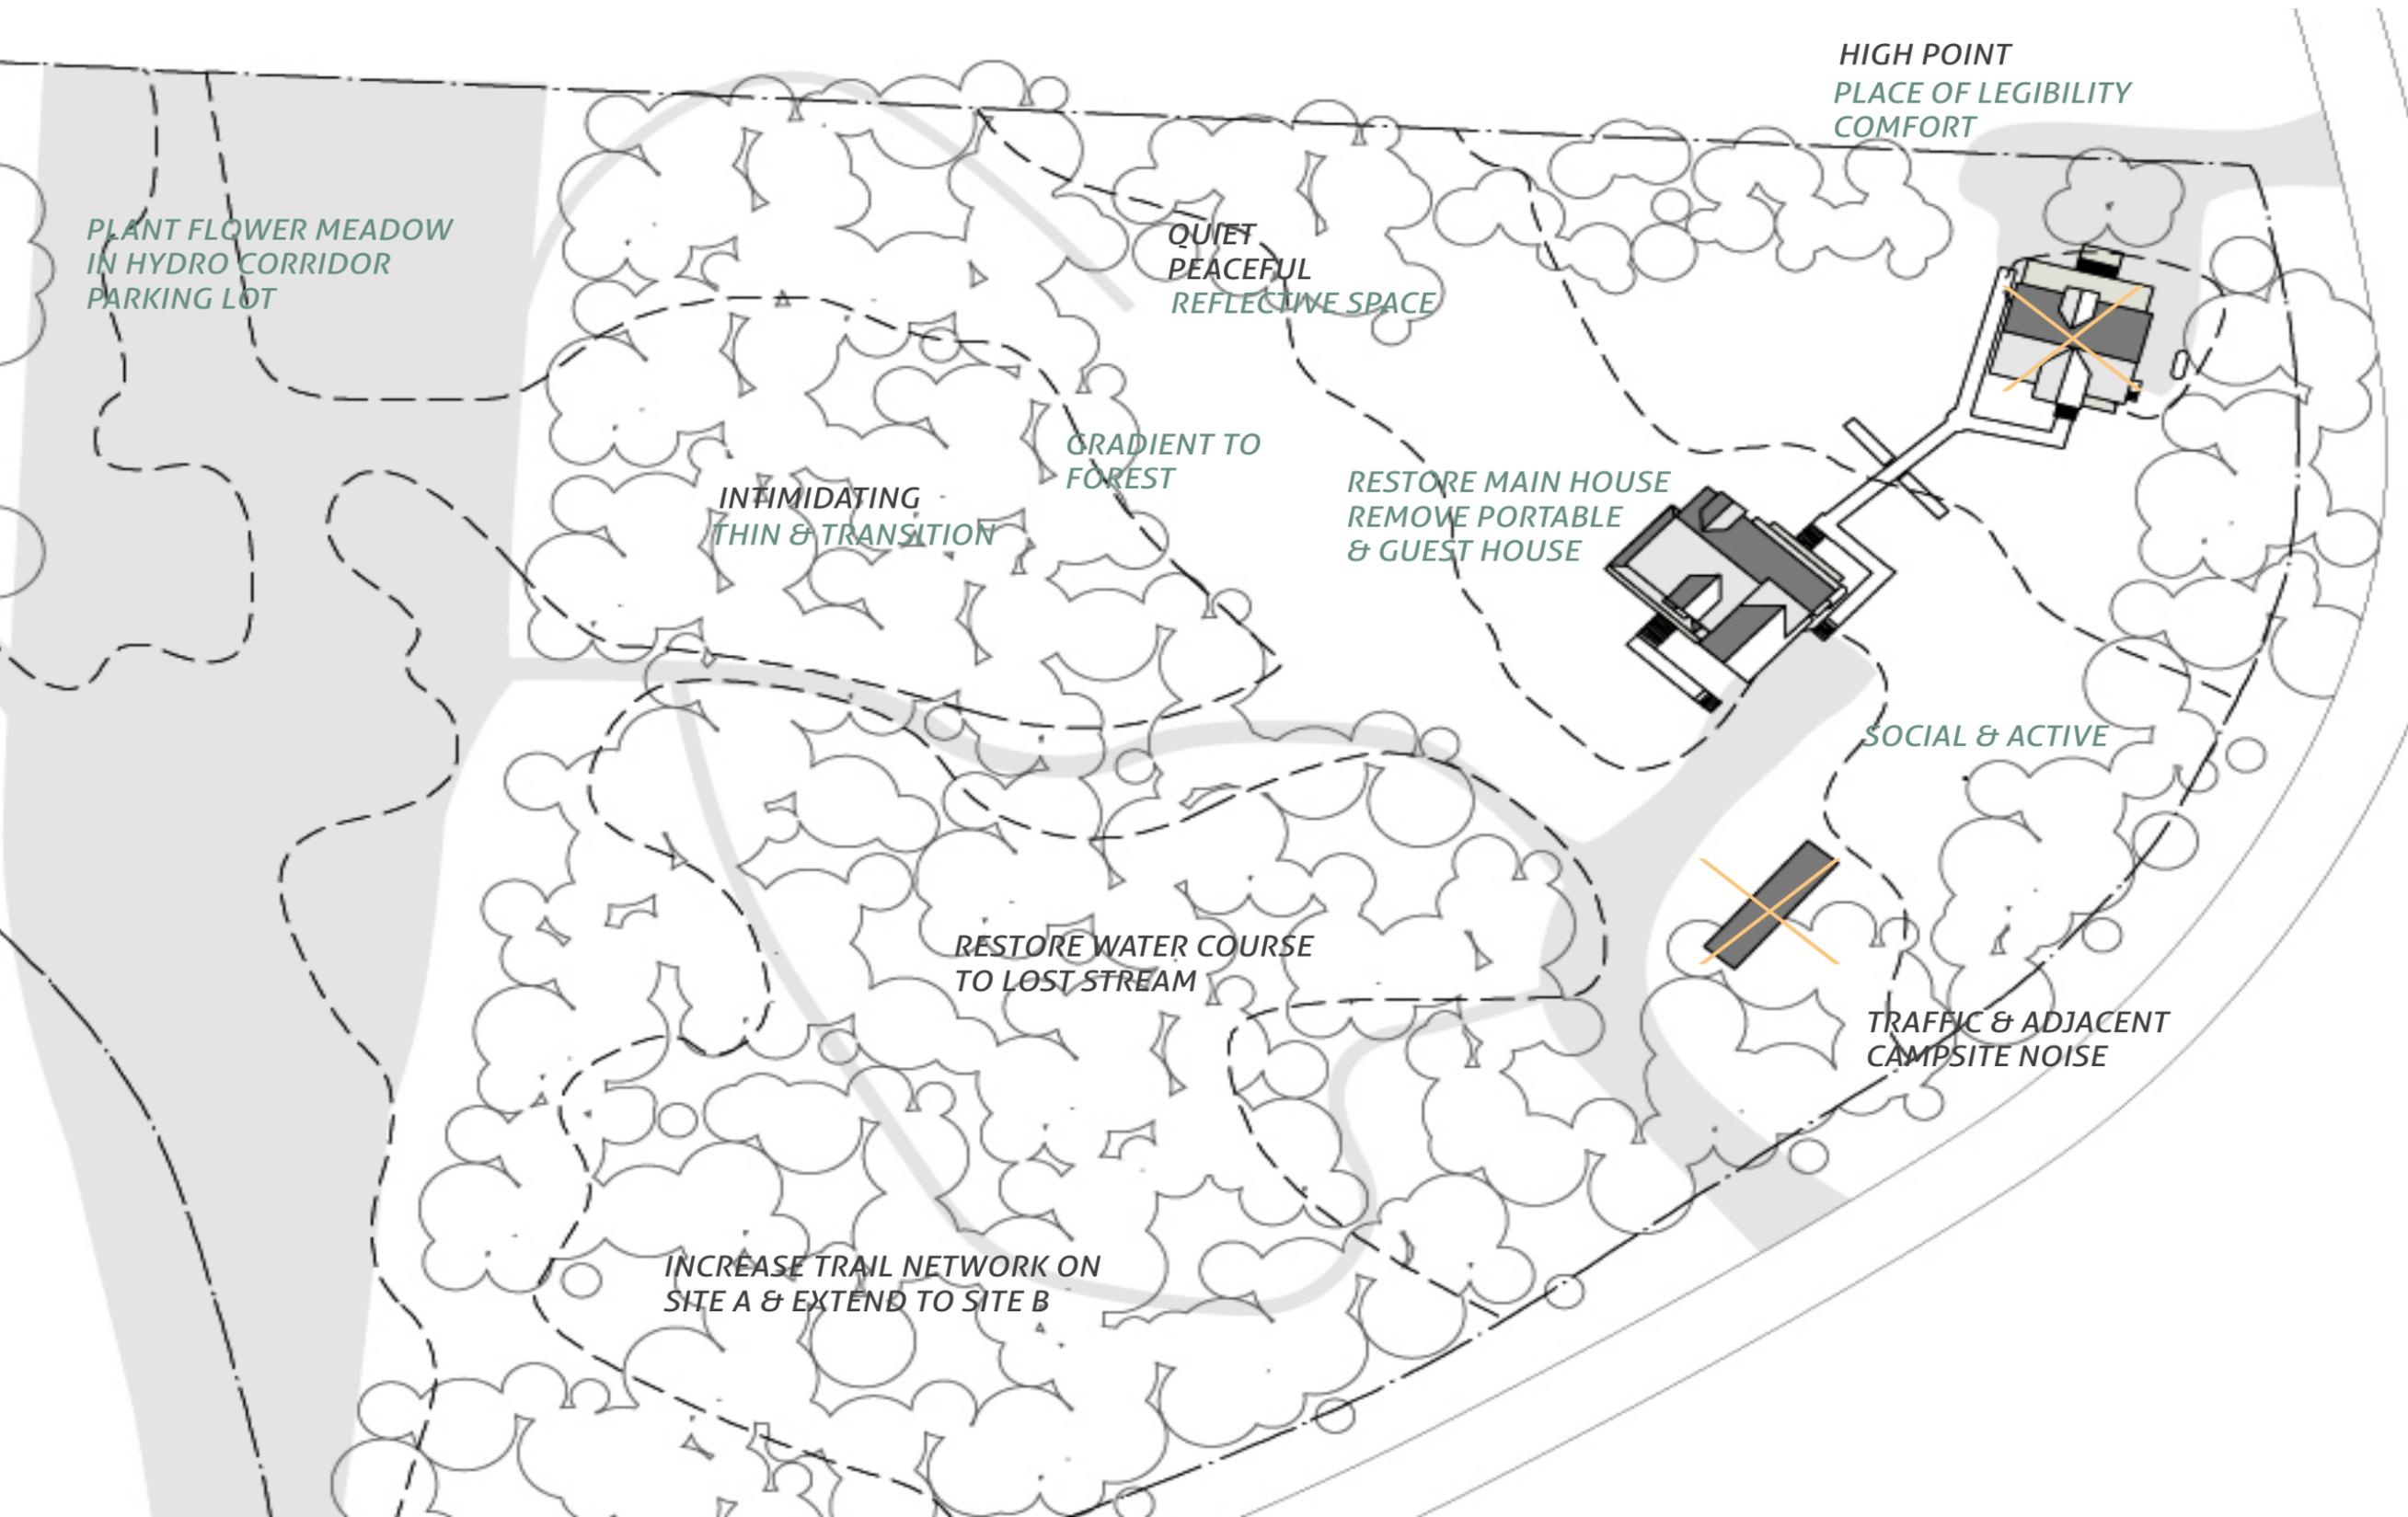 HIGH POINT
PLACE OF LEGIBILITY
COMFORT
PLANT FLOWER MEADOW
IN HYDRO CORRIDOR
PARKING LOT
QUIET
PEACEFUL
REFLECTIVE SPACE
GRADIENT TO
FOREST
INTIMIDATING
THIN & TRANSITION
RESTORE MAIN HOUSE
REMOVE PORTABLE
& GUEST HOUSE
SOCIAL & ACTIVE
RESTORE WATER COURSE
TO LOST STREAM
TRAFFIC & ADJACENT
CAMPSITE NOISE
INCREASE TRAIL NETWORK ON
SITE A & EXTEND TO SITE B